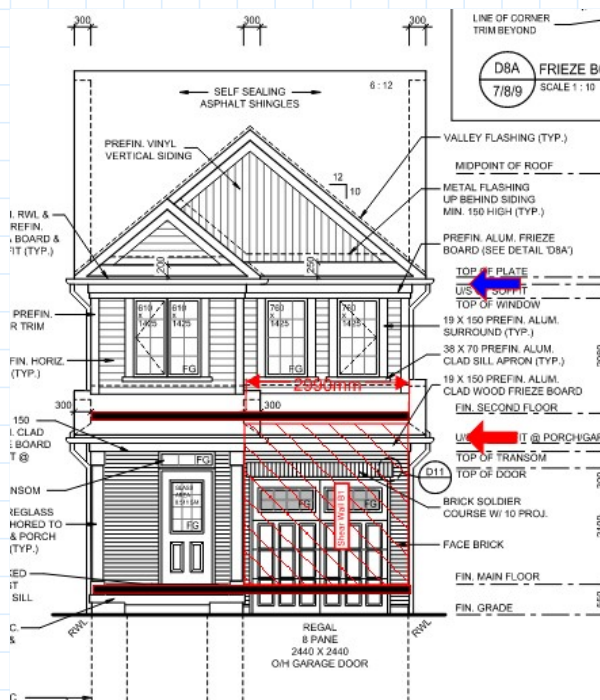 300
300
300
LINE OF CORNER
TRIM BEYOND
D8A
7/8/9
FRIEZE B
SCALE 1 : 10
6 : 12
SELF SEALING
ASPHALT SHINGLES
PREFIN. VINYL
VERTICAL SIDING
VALLEY FLASHING (TYP.)
MIDPOINT OF ROOF
12
10
METAL FLASHING
UP BEHIND SIDING
MIN. 150 HIGH (TYP.)
RWL &
REFIN.
BOARD &
(TYP.)
PREFIN. ALUM. FRIEZE
BOARD (SEE DETAIL 'D8A')
200
250
TOP OF PLATE
U/S SOFFIT
TOP OF WINDOW
610
x
1425
610
x
1425
760
x
1425
760
x
1425
PREFIN.
R TRIM
19 X 150 PREFIN. ALUM.
SURROUND (TYP.)
FIN. HORIZ.
(TYP.)
FG
FG
38 X 70 PREFIN. ALUM.
CLAD SILL APRON (TYP.)
2990mm
19 X 150 PREFIN. ALUM.
CLAD WOOD FRIEZE BOARD
300
300
FIN. SECOND FLOOR
150
CLAD
BOARD
T @
U/ IT @ PORCH/GAR
TOP OF TRANSOM
FG
TOP OF DOOR
D11
NSOM
FG
FG
FG
BRICK SOLDIER
COURSE W/ 10 PROJ.
Shear Wall B1
REGLASS
HORED TO
& PORCH
(TYP.)
FACE BRICK
KED
ST
SILL
FIN. MAIN FLOOR
FIN. GRADE
RWL
RWL
REGAL
8 PANE
2440 X 2440
O/H GARAGE DOOR